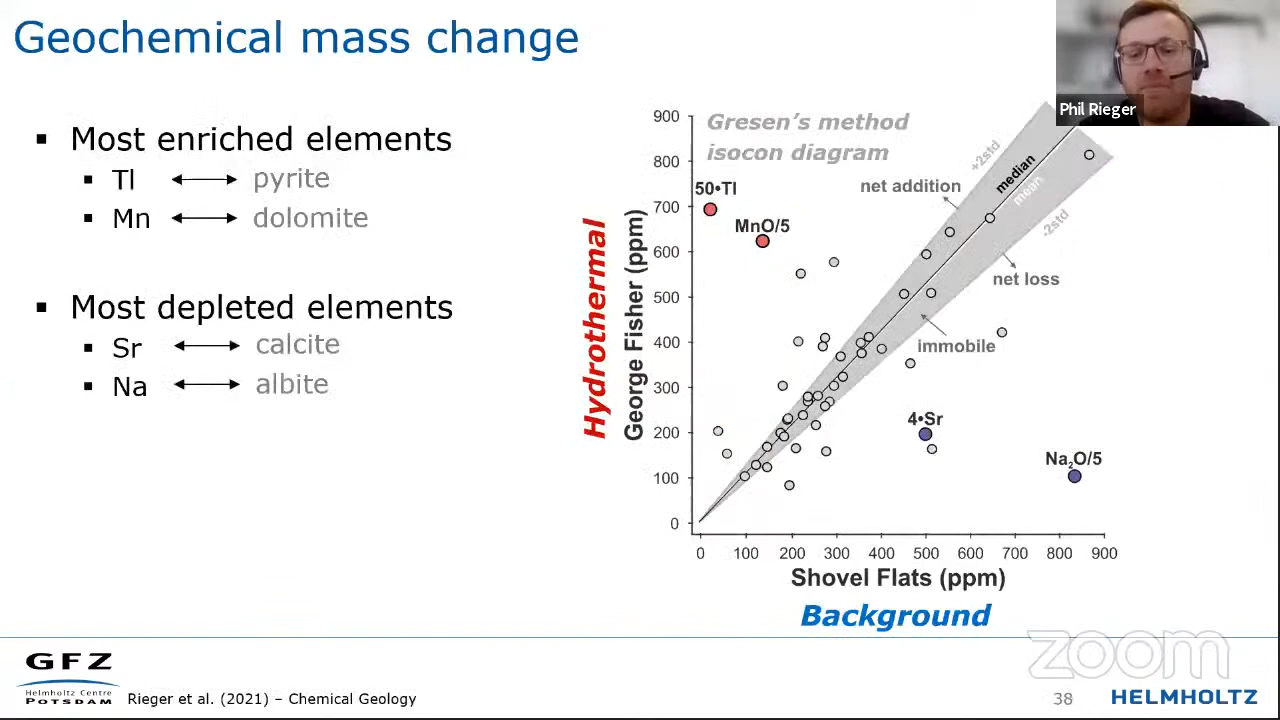 Geochemical mass change
Phil Rieger
▪ Most enriched elements
▪ Tl ⟷ pyrite
▪ Mn ⟷ dolomite
▪ Most depleted elements
▪ Sr ⟷ calcite
▪ Na ⟷ albite
Gresen's method
isocon diagram
+2std
median
mean
-2std
net addition
net loss
immobile
50•Tl
MnO/5
4•Sr
Na₂O/5
Hydrothermal
George Fisher (ppm)
900
800
700
600
500
400
300
200
100
0
0 100 200 300 400 500 600 700 800 900
Shovel Flats (ppm)
Background
zoom
GFZ
Helmholtz Centre
POTSDAM
Rieger et al. (2021) – Chemical Geology
38
HELMHOLTZ